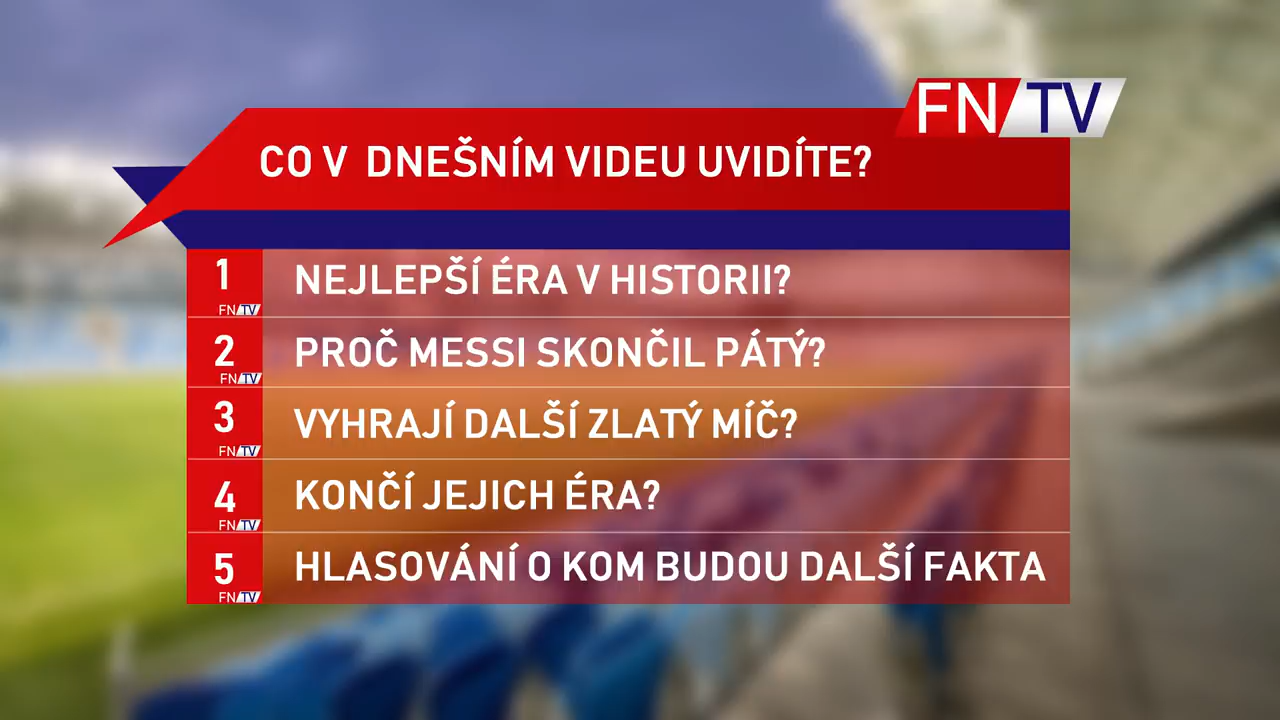 FN/TV
CO V DNEŠNÍM VIDEU UVIDÍTE?
1 NEJLEPŠÍ ÉRA V HISTORII?
FN/TV
2 PROČ MESSI SKONČIL PÁTÝ?
FN/TV
3 VYHRAJÍ DALŠÍ ZLATÝ MÍČ?
FN/TV
4 KONČÍ JEJICH ÉRA?
FN/TV
5 HLASOVÁNÍ O KOM BUDOU DALŠÍ FAKTA
FN/TV